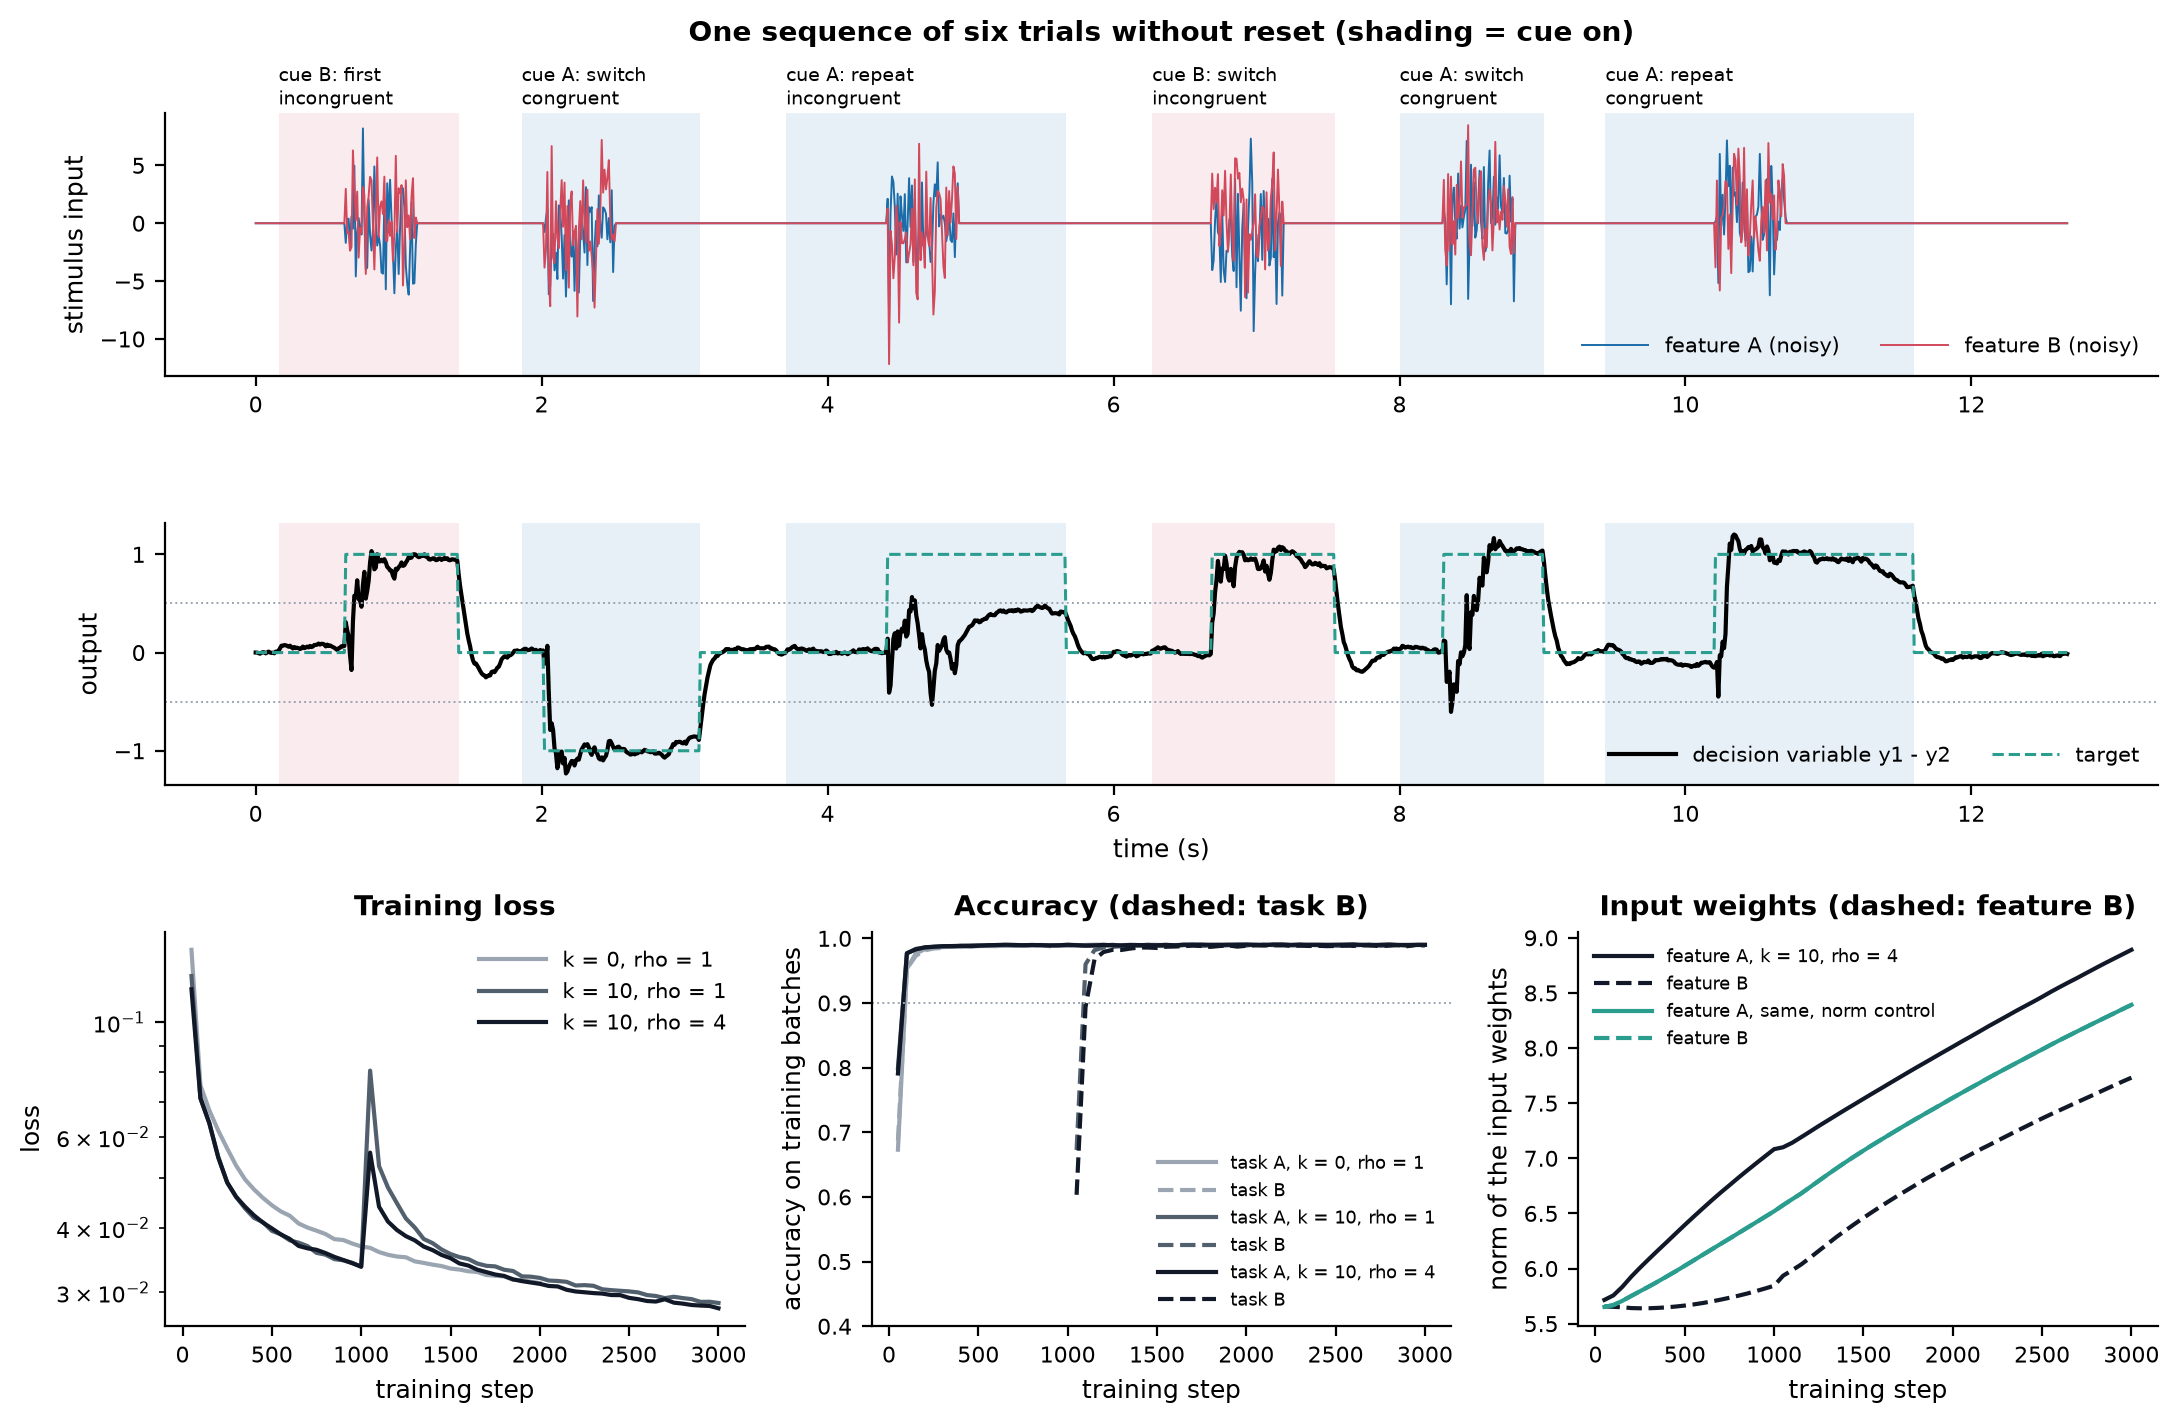 One sequence of six trials without reset (shading = cue on)
cue B: first
incongruent
cue A: switch
congruent
cue A: repeat
incongruent
cue B: switch
incongruent
cue A: switch
congruent
cue A: repeat
congruent
stimulus input
5
0
−5
−10
feature A (noisy)
feature B (noisy)
0 2 4 6 8 10 12
output
1
0
−1
decision variable y1 - y2
target
0 2 4 6 8 10 12
time (s)
Training loss
loss
10⁻¹
6 × 10⁻²
4 × 10⁻²
3 × 10⁻²
k = 0, rho = 1
k = 10, rho = 1
k = 10, rho = 4
0 500 1000 1500 2000 2500 3000
training step
Accuracy (dashed: task B)
accuracy on training batches
1.0
0.9
0.8
0.7
0.6
0.5
0.4
task A, k = 0, rho = 1
task B
task A, k = 10, rho = 1
task B
task A, k = 10, rho = 4
task B
0 500 1000 1500 2000 2500 3000
training step
Input weights (dashed: feature B)
norm of the input weights
9.0
8.5
8.0
7.5
7.0
6.5
6.0
5.5
feature A, k = 10, rho = 4
feature B
feature A, same, norm control
feature B
0 500 1000 1500 2000 2500 3000
training step